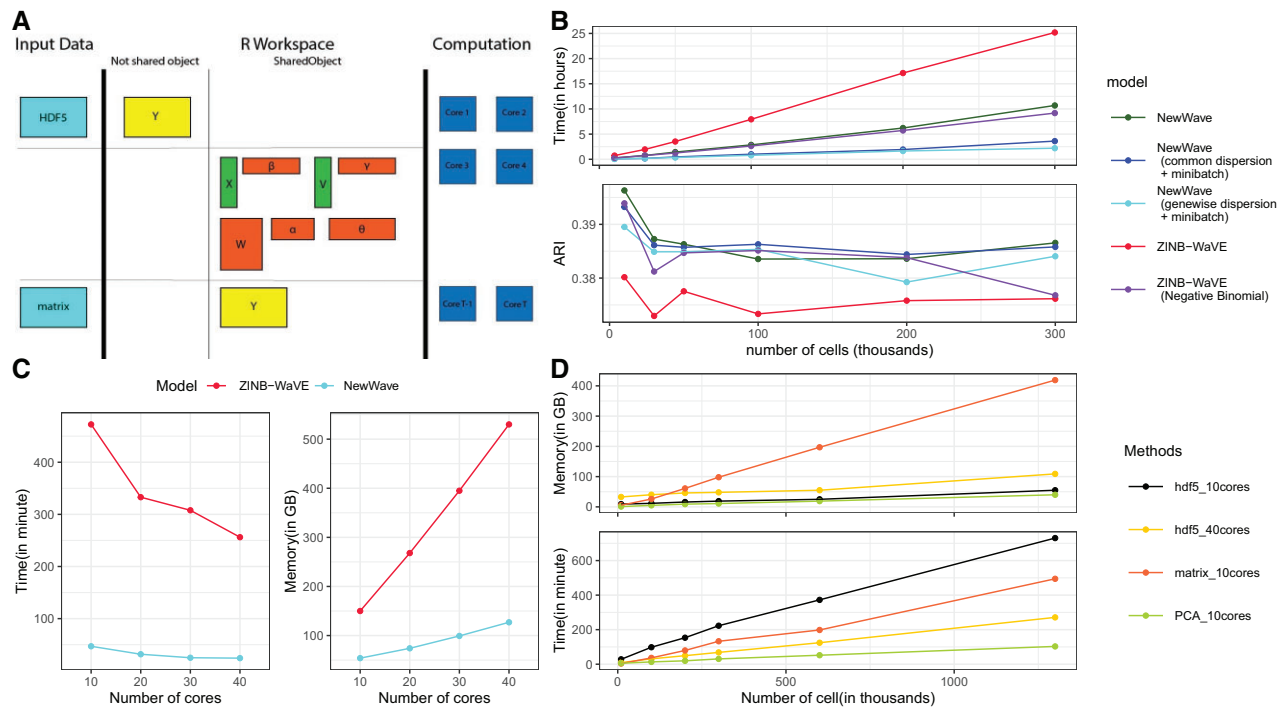 A
Input Data
R Workspace
Computation
Not shared object
SharedObject
HDF5
Y
Core 1
Core 2
X
β
V
γ
Core 3
Core 4
W
α
θ
matrix
Y
Core T-1
Core T
B
Time(in hours)
25
20
15
10
5
0
ARI
0.39
0.38
0
100
200
300
number of cells (thousands)
model
NewWave
NewWave
(common dispersion
+ minibatch)
NewWave
(genewise dispersion
+ minibatch)
ZINB−WaVE
ZINB−WaVE
(Negative Binomial)
C
Model
ZINB−WaVE
NewWave
Time(in minute)
400
300
200
100
10
20
30
40
Number of cores
Memory(in GB)
500
400
300
200
100
10
20
30
40
Number of cores
D
Memory(in GB)
400
300
200
100
0
Time(in minute)
600
400
200
0
0
500
1000
Number of cell(in thousands)
Methods
hdf5_10cores
hdf5_40cores
matrix_10cores
PCA_10cores